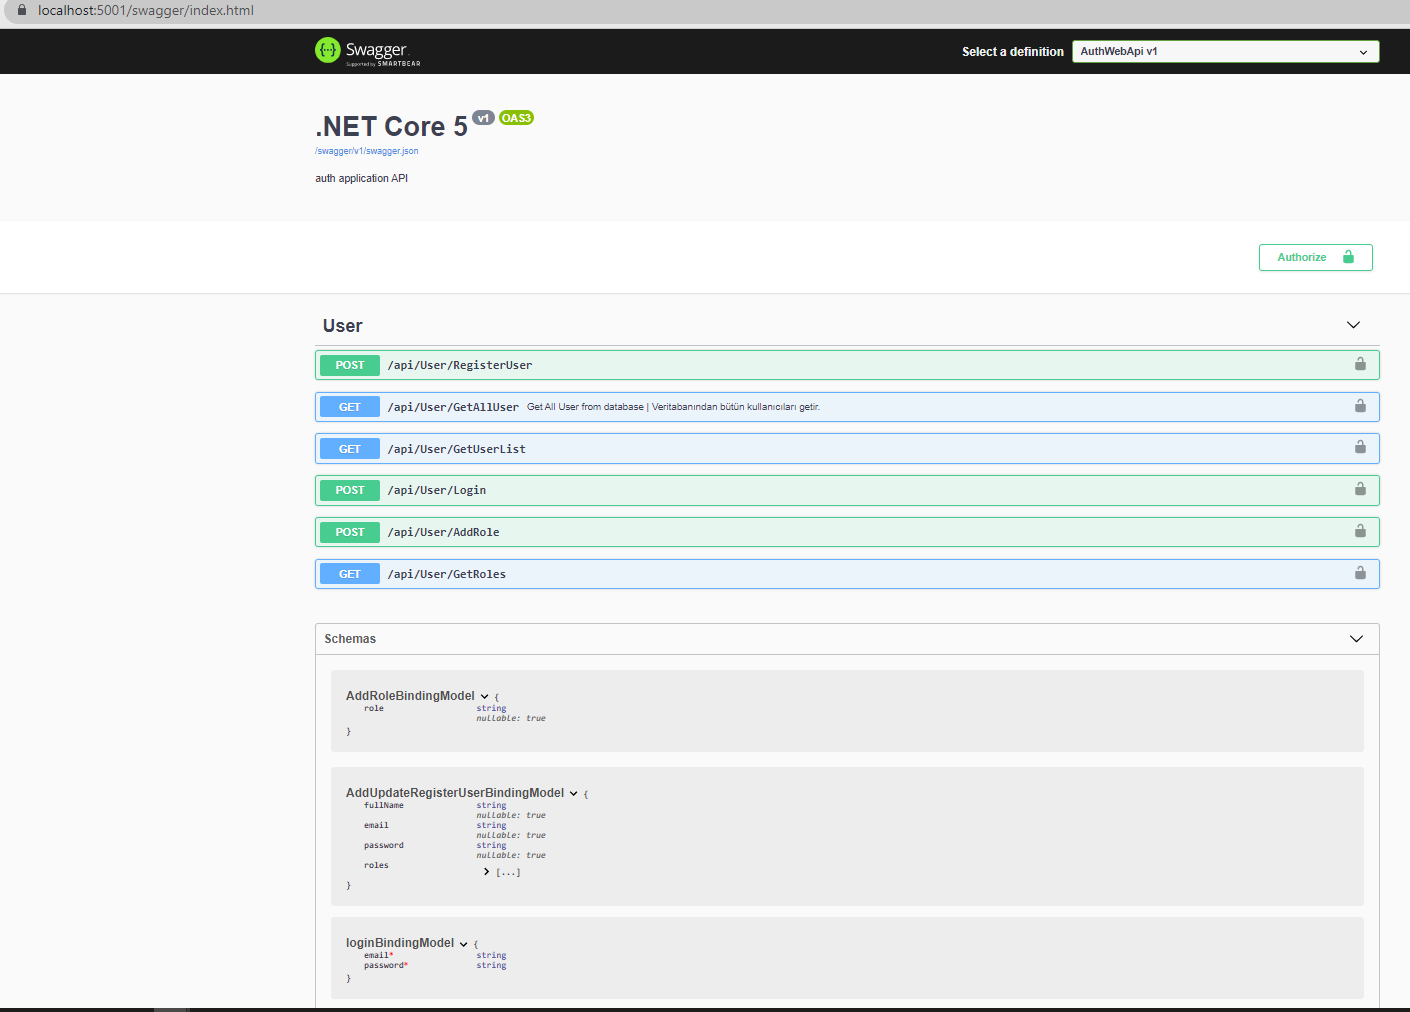 localhost:5001/swagger/index.html
Swagger.
Supported by SMARTBEAR
Select a definition
AuthWebApi v1
.NET Core 5 v1 OAS3
/swagger/v1/swagger.json
auth application API
Authorize
User
POST /api/User/RegisterUser
GET /api/User/GetAllUser Get All User from database | Veritabanından bütün kullanıcıları getir.
GET /api/User/GetUserList
POST /api/User/Login
POST /api/User/AddRole
GET /api/User/GetRoles
Schemas
AddRoleBindingModel {
role string
nullable: true
}
AddUpdateRegisterUserBindingModel {
fullName string
nullable: true
email string
nullable: true
password string
nullable: true
roles
[...]
}
loginBindingModel {
email* string
password* string
}